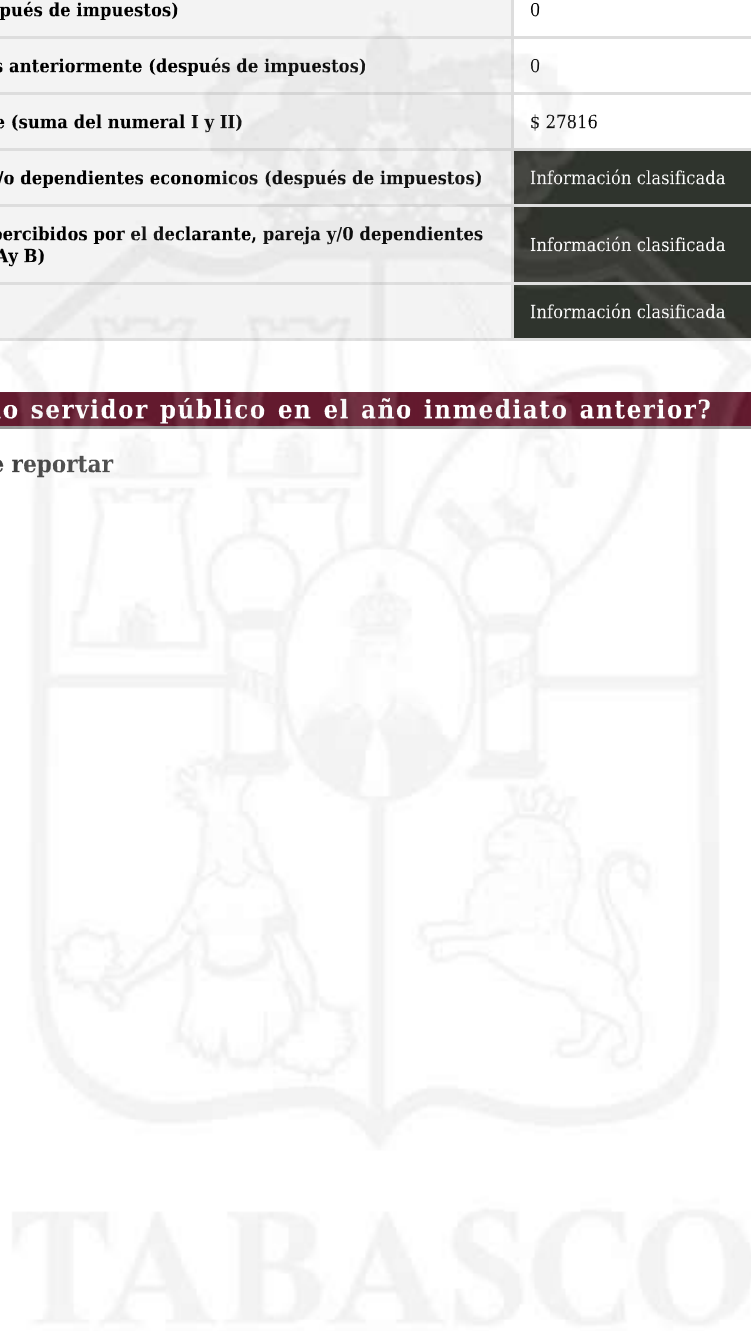 pués de impuestos) 0
s anteriormente (después de impuestos) 0
e (suma del numeral I y II) $ 27816
/o dependientes economicos (después de impuestos) Información clasificada
percibidos por el declarante, pareja y/0 dependientes Información clasificada
Ay B)
Información clasificada
lo servidor público en el año inmediato anterior?
e reportar
TABASCO